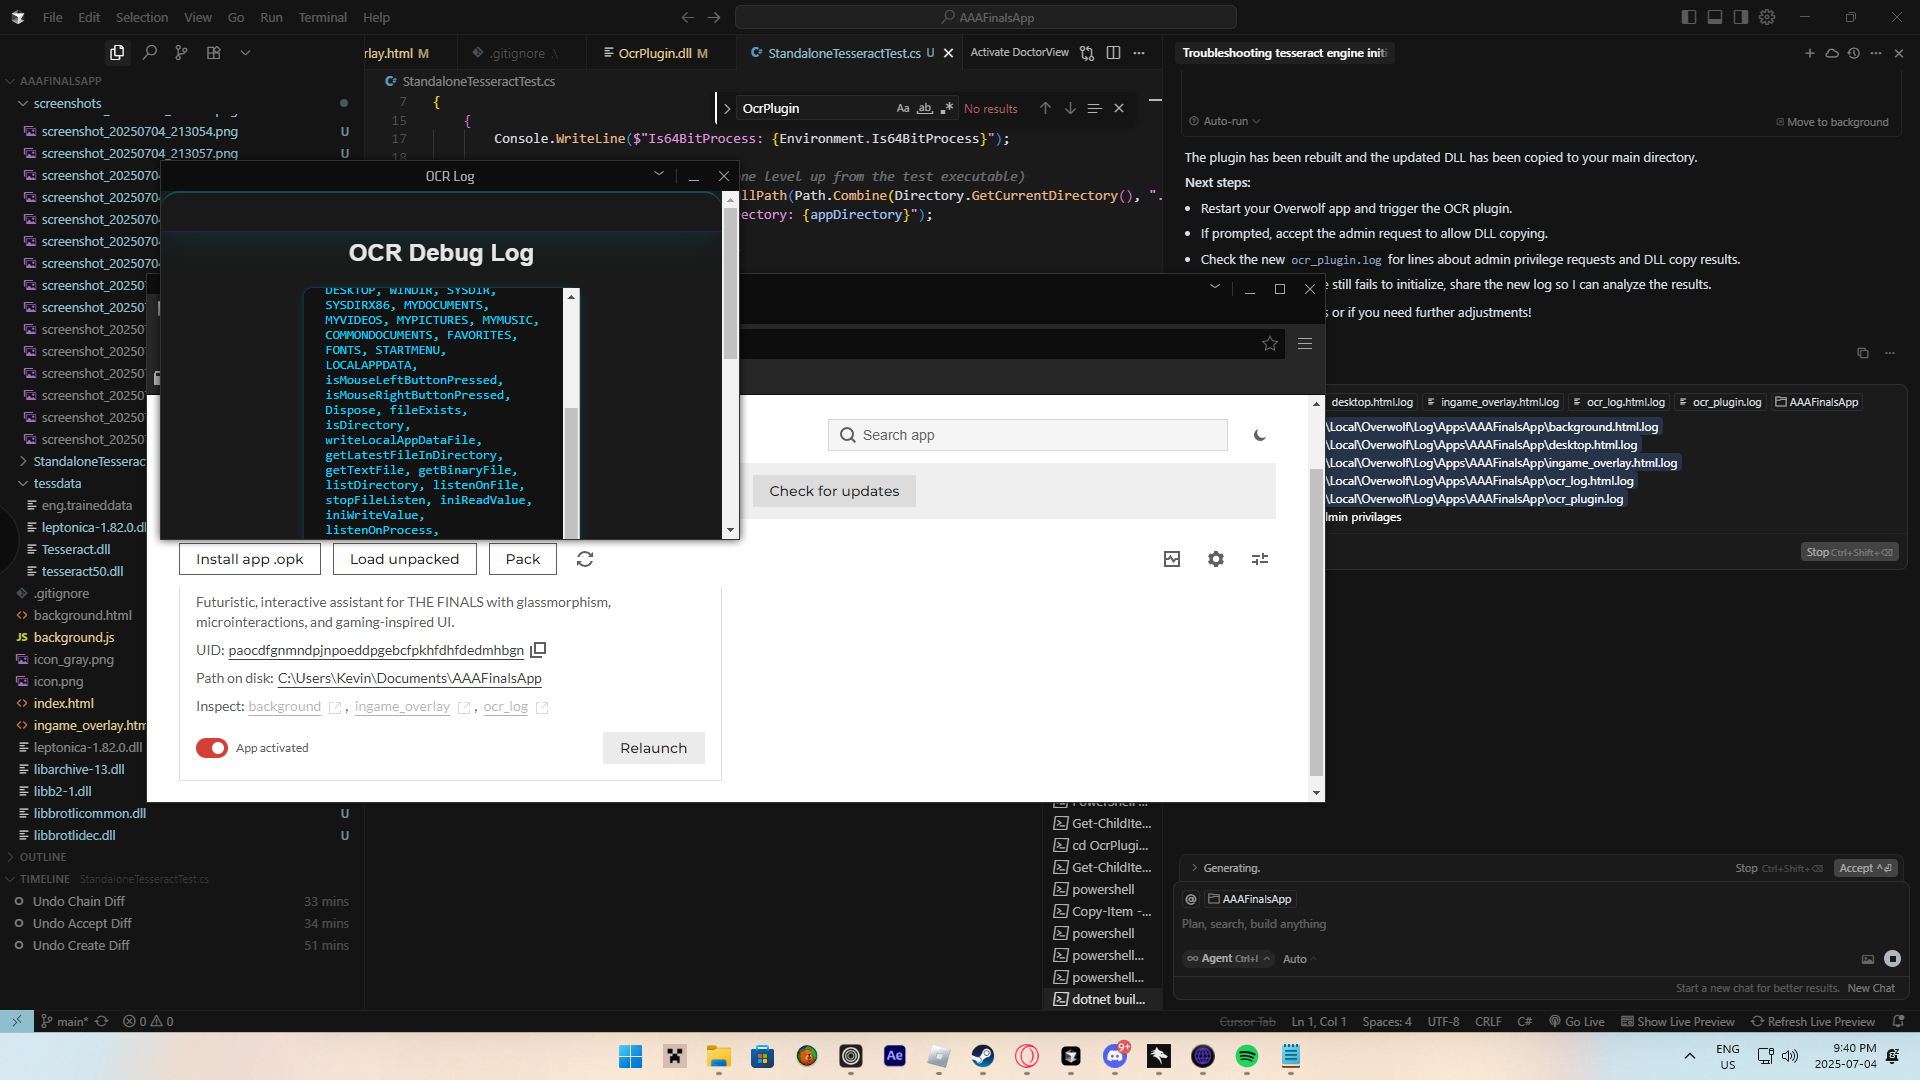 File Edit Selection View Go Run Terminal Help
AAAFinalsApp
rlay.html M
.gitignore
OcrPlugin.dll M
StandaloneTesseractTest.cs U
Activate DoctorView
Troubleshooting tesseract engine initi
AAAFINALSAPP
screenshots
screenshot_20250704_213054.png U
screenshot_20250704_213057.png U
screenshot_2025070
screenshot_2025070
screenshot_2025070
screenshot_2025070
screenshot_2025070
screenshot_20250
screenshot_20250
screenshot_20250
screenshot_20250
screenshot_20250
screenshot_20250
screenshot_20250
StandaloneTesserac
tessdata
eng.traineddata
leptonica-1.82.0.dl
Tesseract.dll
tesseract50.dll
.gitignore
background.html
background.js
icon_gray.png
icon.png
index.html
ingame_overlay.htm
leptonica-1.82.0.dll
libarchive-13.dll
libb2-1.dll
libbrotlicommon.dll U
libbrotlidec.dll U
OUTLINE
TIMELINE StandaloneTesseractTest.cs
Undo Chain Diff 33 mins
Undo Accept Diff 34 mins
Undo Create Diff 51 mins
StandaloneTesseractTest.cs
7 {
15 {
17 Console.WriteLine($"Is64BitProcess: {Environment.Is64BitProcess}");
18
ne level up from the test executable)
llPath(Path.Combine(Directory.GetCurrentDirectory(), ".
ectory: {appDirectory}");
OcrPlugin
Aa ab
No results
OCR Log
OCR Debug Log
DESKTOP, WINDIR, SYSDIR,
SYSDIRX86, MYDOCUMENTS,
MYVIDEOS, MYPICTURES, MYMUSIC,
COMMONDOCUMENTS, FAVORITES,
FONTS, STARTMENU,
LOCALAPPDATA,
isMouseLeftButtonPressed,
isMouseRightButtonPressed,
Dispose, fileExists,
isDirectory,
writeLocalAppDataFile,
getLatestFileInDirectory,
getTextFile, getBinaryFile,
listDirectory, listenOnFile,
stopFileListen, iniReadValue,
iniWriteValue,
listenOnProcess,
Search app
Check for updates
Install app .opk
Load unpacked
Pack
Futuristic, interactive assistant for THE FINALS with glassmorphism,
microinteractions, and gaming-inspired UI.
UID: paocdfgnmndpjnpoeddpgebcfpkhfdhfdedmhbgn
Path on disk: C:\Users\Kevin\Documents\AAAFinalsApp
Inspect: background , ingame_overlay , ocr_log
App activated
Relaunch
Get-ChildIte...
cd OcrPlugi...
Get-ChildIte...
powershell
Copy-Item -...
powershell
powershell...
powershell...
dotnet buil...
Auto-run
Move to background
The plugin has been rebuilt and the updated DLL has been copied to your main directory.
Next steps:
• Restart your Overwolf app and trigger the OCR plugin.
• If prompted, accept the admin request to allow DLL copying.
• Check the new ocr_plugin.log for lines about admin privilege requests and DLL copy results.
still fails to initialize, share the new log so I can analyze the results.
s or if you need further adjustments!
desktop.html.log ingame_overlay.html.log ocr_log.html.log ocr_plugin.log AAAFinalsApp
\Local\Overwolf\Log\Apps\AAAFinalsApp\background.html.log
\Local\Overwolf\Log\Apps\AAAFinalsApp\desktop.html.log
\Local\Overwolf\Log\Apps\AAAFinalsApp\ingame_overlay.html.log
\Local\Overwolf\Log\Apps\AAAFinalsApp\ocr_log.html.log
\Local\Overwolf\Log\Apps\AAAFinalsApp\ocr_plugin.log
dmin privilages
Stop Ctrl+Shift+⌫
Generating.
Stop Ctrl+Shift+⌫
Accept ^⏎
@ AAAFinalsApp
Plan, search, build anything
Agent Ctrl+I
Auto
Start a new chat for better results. New Chat
main* 0 0
Cursor Tab
Ln 1, Col 1
Spaces: 4
UTF-8
CRLF
C#
Go Live
Show Live Preview
Refresh Live Preview
Ae
9+
ENG
US
9:40 PM
2025-07-04